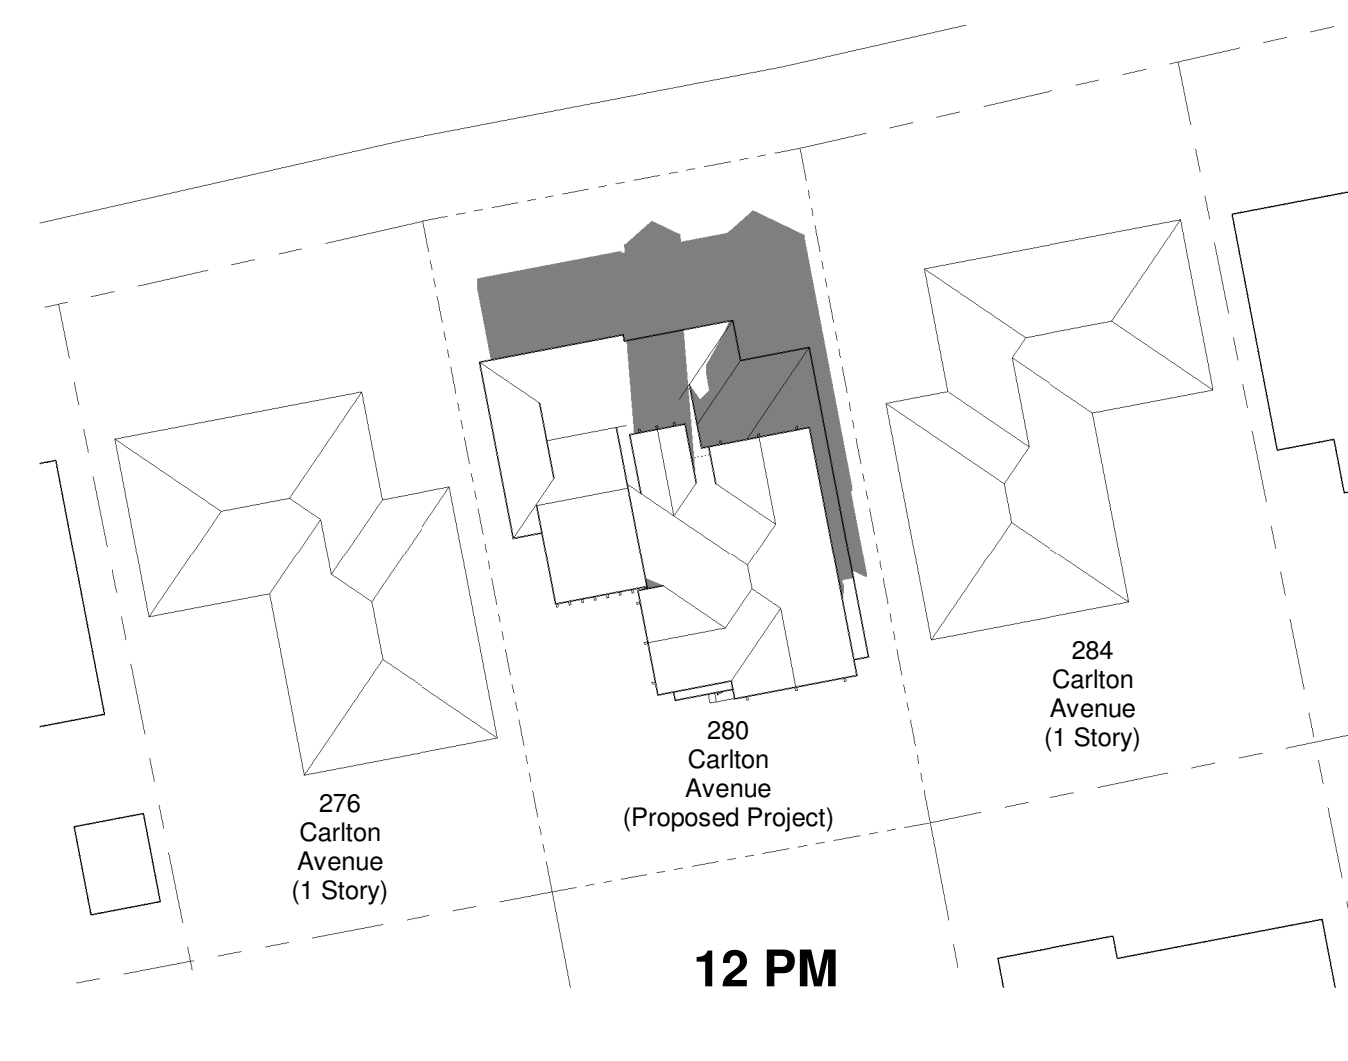 284
Carlton
Avenue
(1 Story)
280
Carlton
Avenue
(Proposed Project)
276
Carlton
Avenue
(1 Story)
12 PM